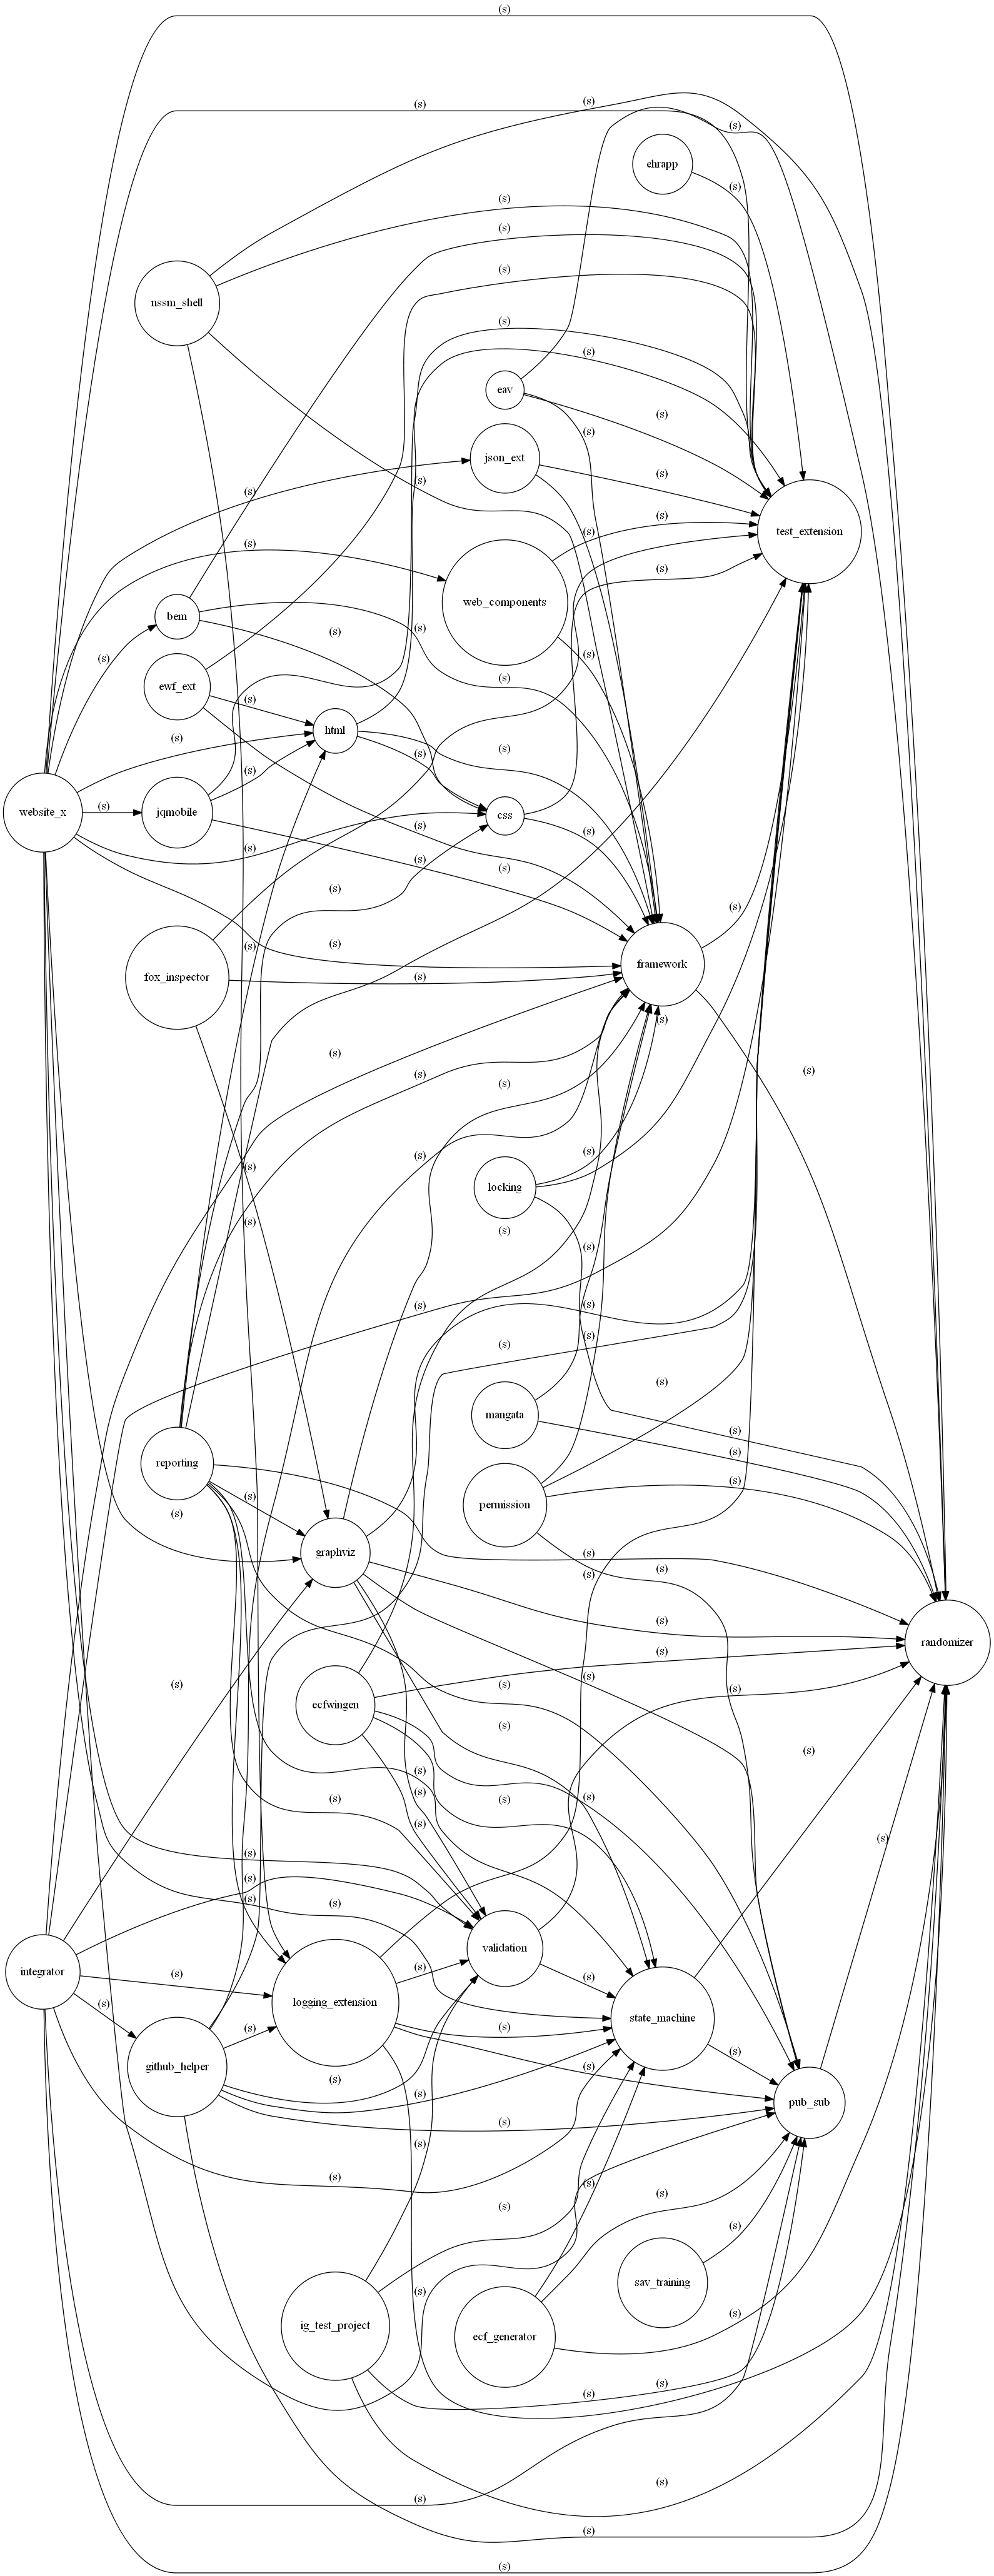 (s)
(s)
(s)
(s)
ehrapp
(s)
(s)
(s)
(s)
nssm_shell
(s)
(s)
eav
(s)
(s)
json_ext
(s)
(s)
(s)
(s)
test_extension
(s)
(s)
(s)
web_components
bem
(s)
(s)
(s)
(s)
(s)
ewf_ext
(s)
html
(s)
(s)
(s)
(s)
(s)
website_x
jqmobile
css
(s)
(s)
(s)
(s)
(s)
(s)
(s)
(s)
(s)
framework
fox_inspector
(s)
(s)
(s)
(s)
(s)
(s)
(s)
(s)
(s)
locking
(s)
(s)
(s)
(s)
(s)
(s)
(s)
(s)
mangata
(s)
(s)
reporting
(s)
(s)
permission
(s)
graphviz
(s)
(s)
(s)
(s)
randomizer
(s)
(s)
(s)
(s)
(s)
ecfwingen
(s)
(s)
(s)
(s)
(s)
(s)
(s)
(s)
(s)
(s)
(s)
(s)
(s)
validation
(s)
integrator
(s)
(s)
logging_extension
(s)
state_machine
(s)
(s)
(s)
(s)
github_helper
(s)
(s)
pub_sub
(s)
(s)
(s)
(s)
(s)
(s)
(s)
sav_training
(s)
(s)
ig_test_project
ecf_generator
(s)
(s)
(s)
(s)
(s)
(s)